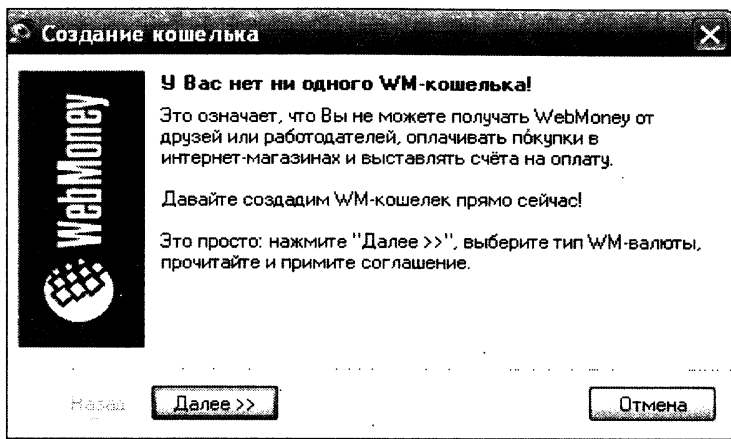 Создание кошелька
WebMoney
У Вас нет ни одного WM-кошелька!
Это означает, что Вы не можете получать WebMoney от
друзей или работодателей, оплачивать покупки в
интернет-магазинах и выставлять счёта на оплату.
Давайте создадим WM-кошелек прямо сейчас!
Это просто: нажмите "Далее >>", выберите тип WM-валюты,
прочитайте и примите соглашение.
Назад
Далее >>
Отмена